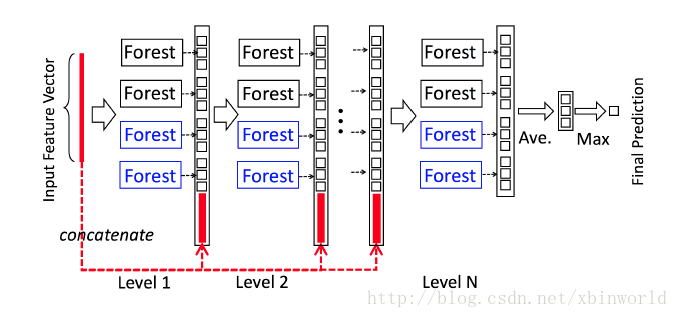 Input Feature Vector
Forest
Forest
Forest
Forest
concatenate
Level 1
Forest
Forest
Forest
Forest
Level 2
Forest
Forest
Forest
Forest
Level N
Ave.
Max
Final Prediction
http://blog.csdn.net/xbinworld